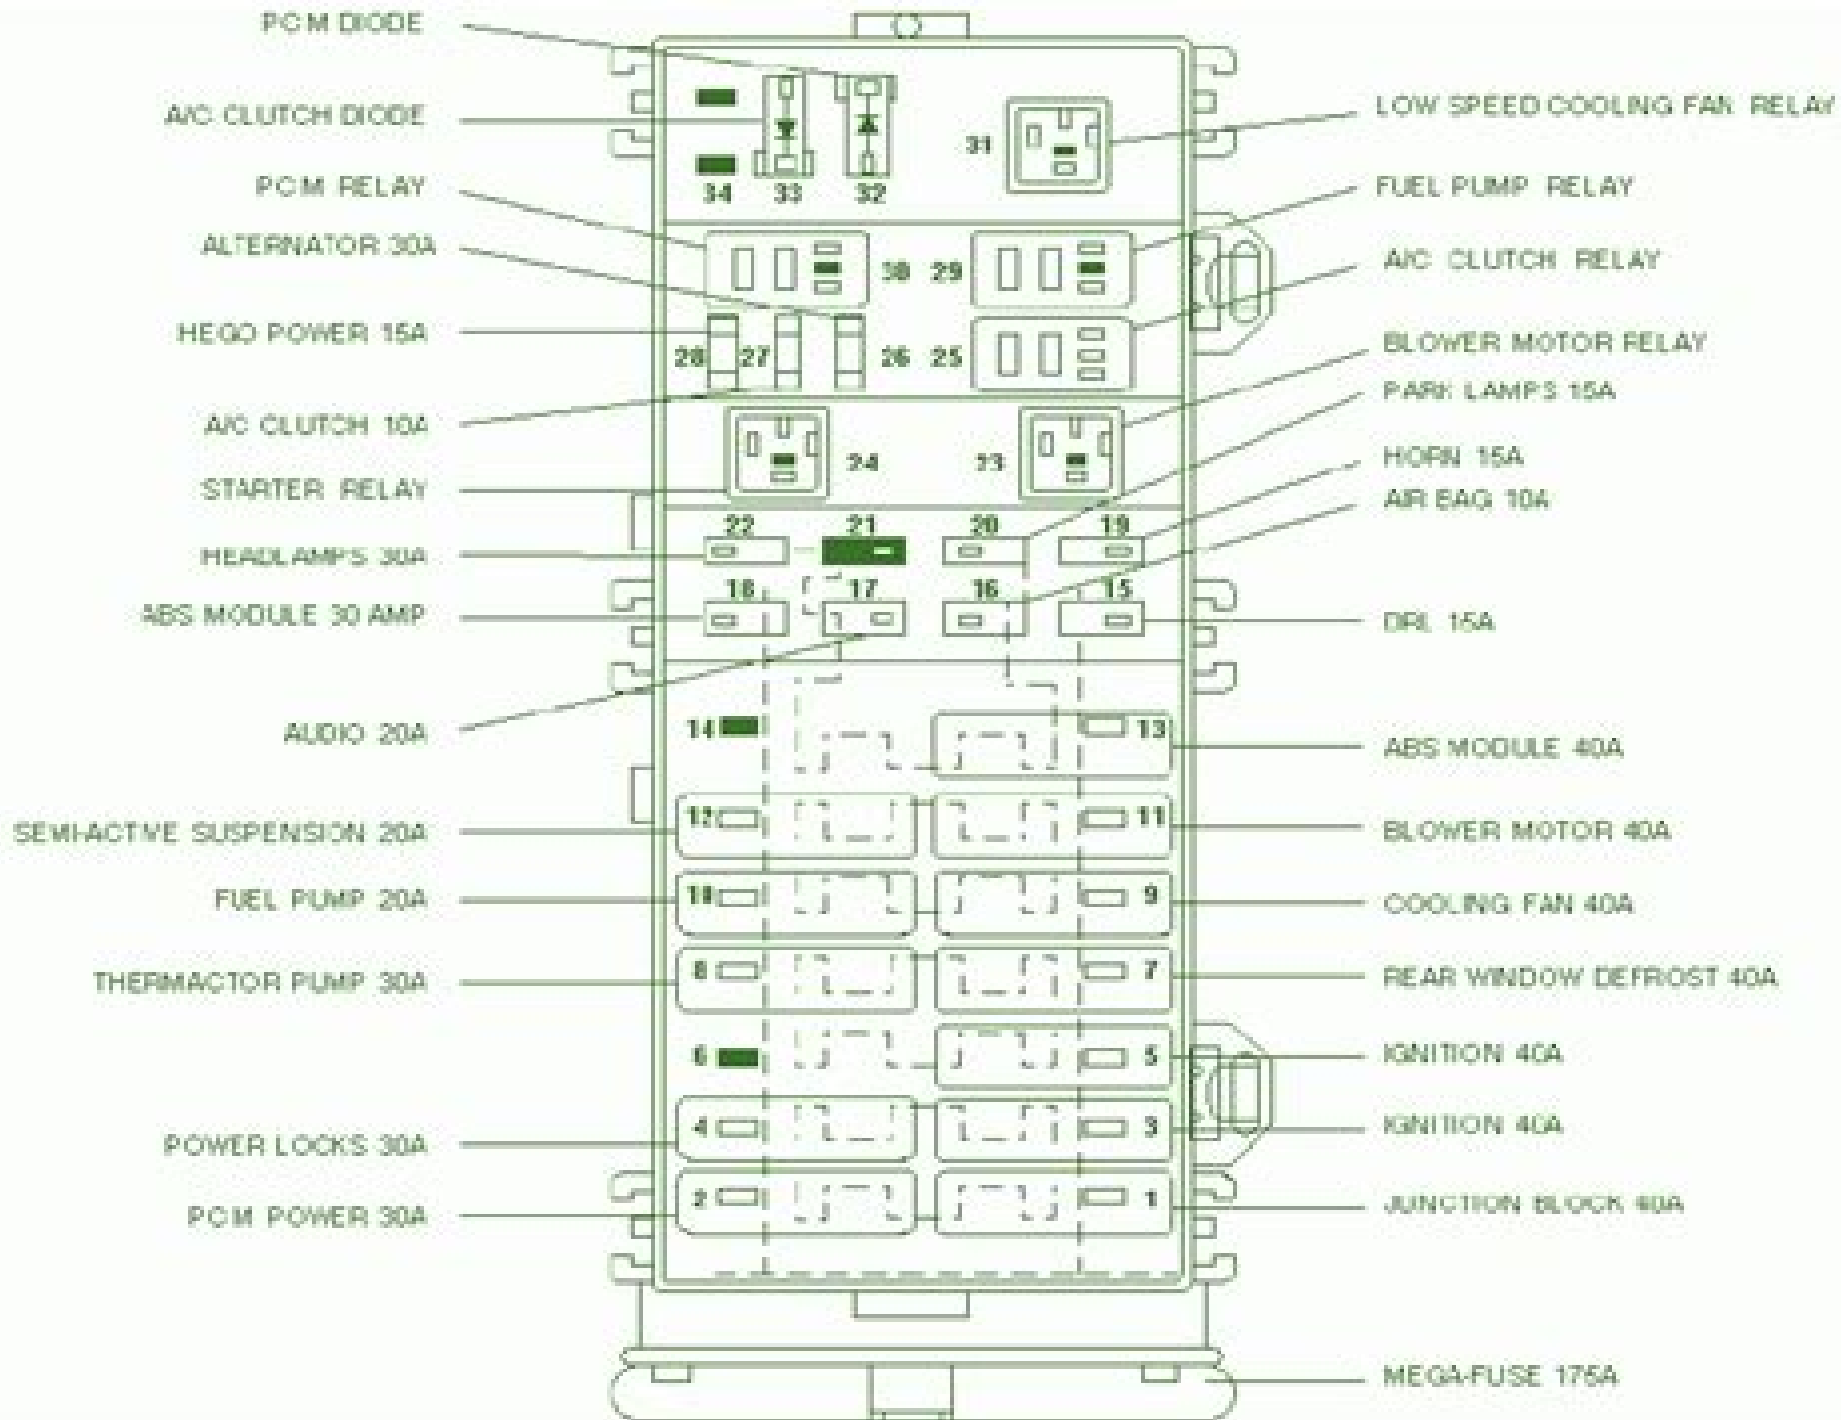 PCM DIODE
A/C CLUTCH DIODE
PCM RELAY
ALTERNATOR 30A
HEGO POWER 15A
A/C CLUTCH 10A
STARTER RELAY
HEADLAMPS 30A
ABS MODULE 30 AMP
AUDIO 20A
SEMI-ACTIVE SUSPENSION 20A
FUEL PUMP 20A
THERMACTOR PUMP 30A
POWER LOCKS 30A
PCM POWER 30A
34 33 32
31
30 29
28 27 26 25
24 23
22 21 20 19
18 17 16 15
14 13
12 11
10 9
8 7
6 5
4 3
2 1
LOW SPEED COOLING FAN RELAY
FUEL PUMP RELAY
A/C CLUTCH RELAY
BLOWER MOTOR RELAY
PARK LAMPS 15A
HORN 15A
AIR BAG 10A
DRL 15A
ABS MODULE 40A
BLOWER MOTOR 40A
COOLING FAN 40A
REAR WINDOW DEFROST 40A
IGNITION 40A
IGNITION 40A
JUNCTION BLOCK 40A
MEGA-FUSE 175A